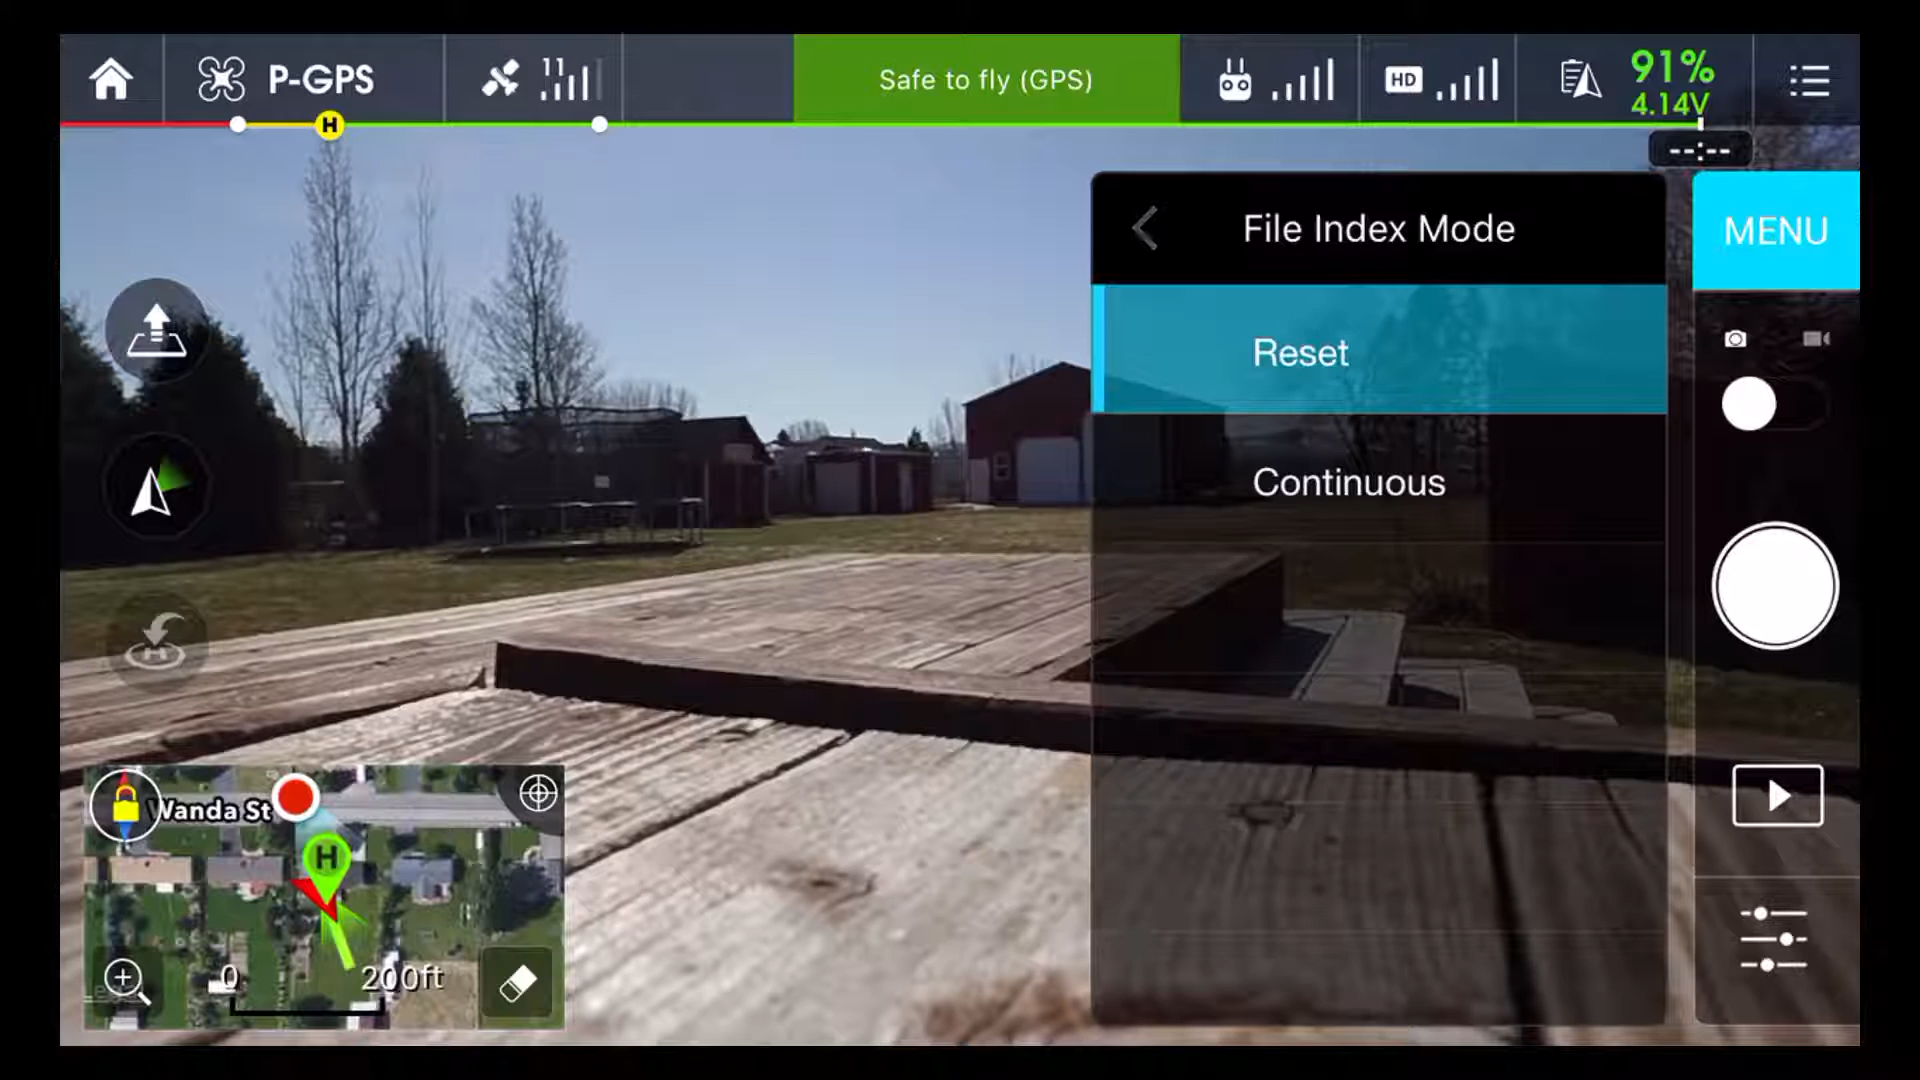 P-GPS
11
Safe to fly (GPS)
HD
91%
4.14V
H
--:--
File Index Mode
MENU
Reset
Continuous
Wanda St
H
0
200ft